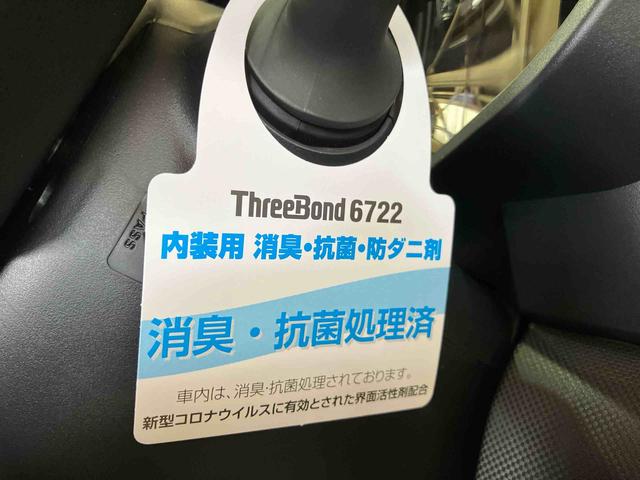 ThreeBond 6722
内装用 消臭・抗菌・防ダニ剤
消臭・抗菌処理済
車内は、消臭・抗菌処理されております。
新型コロナウイルスに有効とされた界面活性剤配合